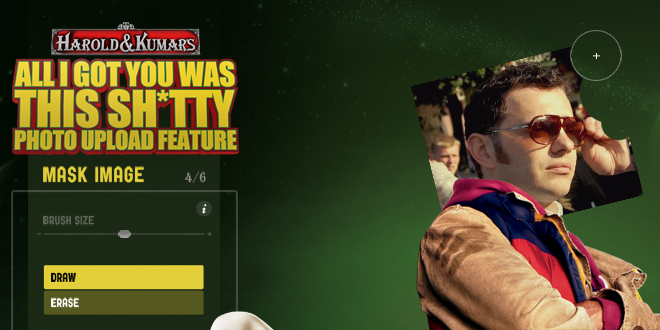 HAROLD & KUMAR'S
ALL I GOT YOU WAS
THIS SH*TTY
PHOTO UPLOAD FEATURE
MASK IMAGE 4/6
i
BRUSH SIZE
- +
DRAW
ERASE